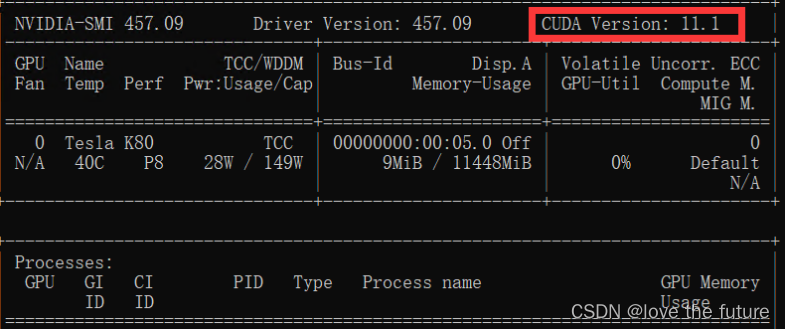 NVIDIA-SMI 457.09 Driver Version: 457.09 CUDA Version: 11.1
GPU Name TCC/WDDM Bus-Id Disp.A Volatile Uncorr. ECC
Fan Temp Perf Pwr:Usage/Cap Memory-Usage GPU-Util Compute M.
MIG M.
0 Tesla K80 TCC 00000000:00:05.0 Off 0
N/A 40C P8 28W / 149W 9MiB / 11448MiB 0% Default
N/A
Processes:
GPU GI CI PID Type Process name GPU Memory
ID ID Usage
CSDN @love the future